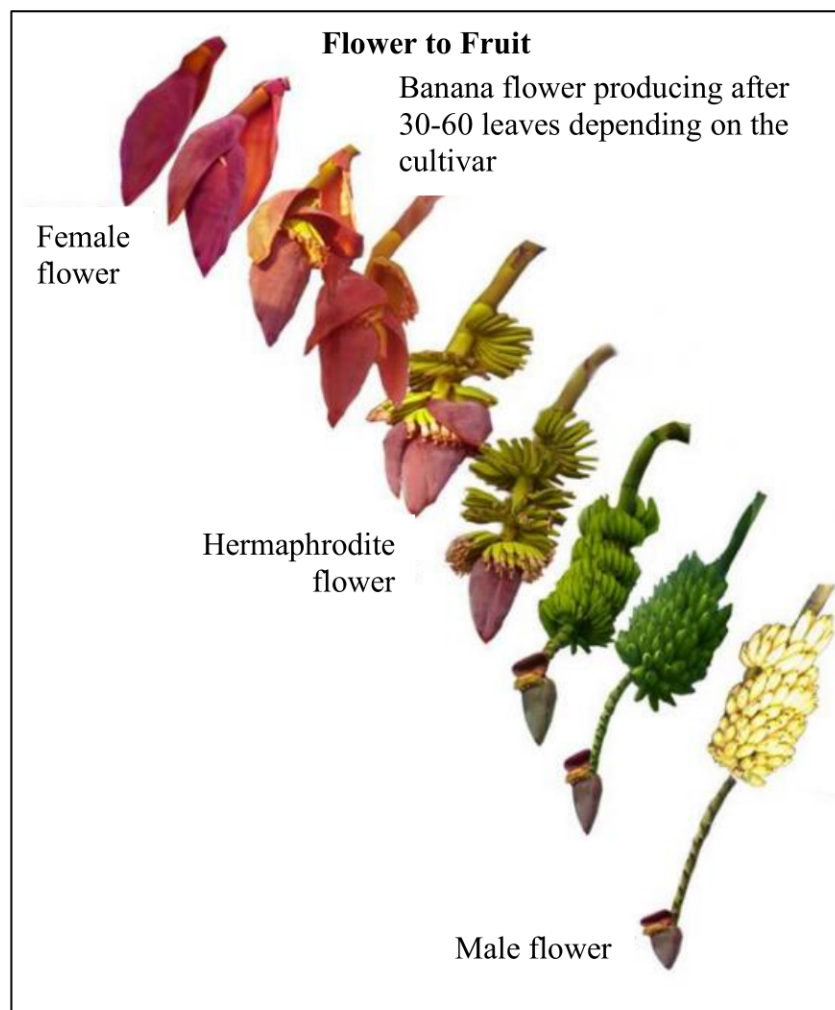 Flower to Fruit
Banana flower producing after
30-60 leaves depending on the
cultivar
Female
flower
Hermaphrodite
flower
Male flower